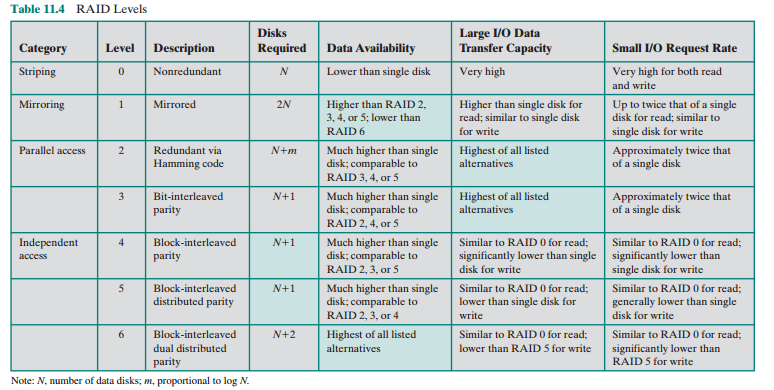 Table 11.4 RAID Levels
Category Level Description Disks Required Data Availability Large I/O Data Transfer Capacity Small I/O Request Rate
Striping 0 Nonredundant N Lower than single disk Very high Very high for both read and write
Mirroring 1 Mirrored 2N Higher than RAID 2, 3, 4, or 5; lower than RAID 6 Higher than single disk for read; similar to single disk for write Up to twice that of a single disk for read; similar to single disk for write
Parallel access 2 Redundant via Hamming code N+m Much higher than single disk; comparable to RAID 3, 4, or 5 Highest of all listed alternatives Approximately twice that of a single disk
3 Bit-interleaved parity N+1 Much higher than single disk; comparable to RAID 2, 4, or 5 Highest of all listed alternatives Approximately twice that of a single disk
Independent access 4 Block-interleaved parity N+1 Much higher than single disk; comparable to RAID 2, 3, or 5 Similar to RAID 0 for read; significantly lower than single disk for write Similar to RAID 0 for read; significantly lower than single disk for write
5 Block-interleaved distributed parity N+1 Much higher than single disk; comparable to RAID 2, 3, or 4 Similar to RAID 0 for read; lower than single disk for write Similar to RAID 0 for read; generally lower than single disk for write
6 Block-interleaved dual distributed parity N+2 Highest of all listed alternatives Similar to RAID 0 for read; lower than RAID 5 for write Similar to RAID 0 for read; significantly lower than RAID 5 for write
Note: N, number of data disks; m, proportional to log N.